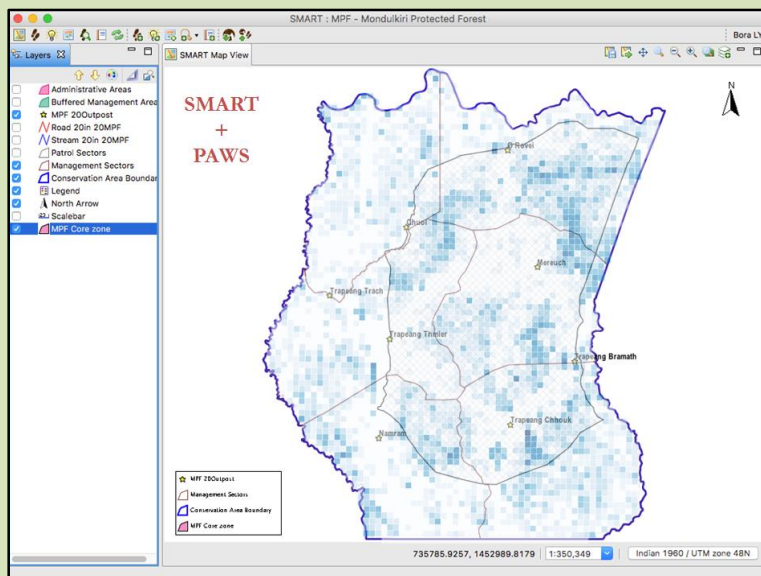 SMART : MPF - Mondulkiri Protected Forest
Bora LY
Layers
SMART Map View
Administrative Areas
Buffered Management Area
MPF 20Outpost
Road 20in 20MPF
Stream 20in 20MPF
Patrol Sectors
Management Sectors
Conservation Area Boundar
Legend
North Arrow
Scalebar
MPF Core zone
SMART
+
PAWS
N
O Rovei
Chuol
Mereuch
Trapeang Trach
Trapeang Thmier
Trapeang Bramath
Trapeang Chhouk
Namram
MPF 20Outpost
Management Sectors
Conservation Area Boundary
MPF Core zone
735785.9257, 1452989.8179
1:350,349
Indian 1960 / UTM zone 48N